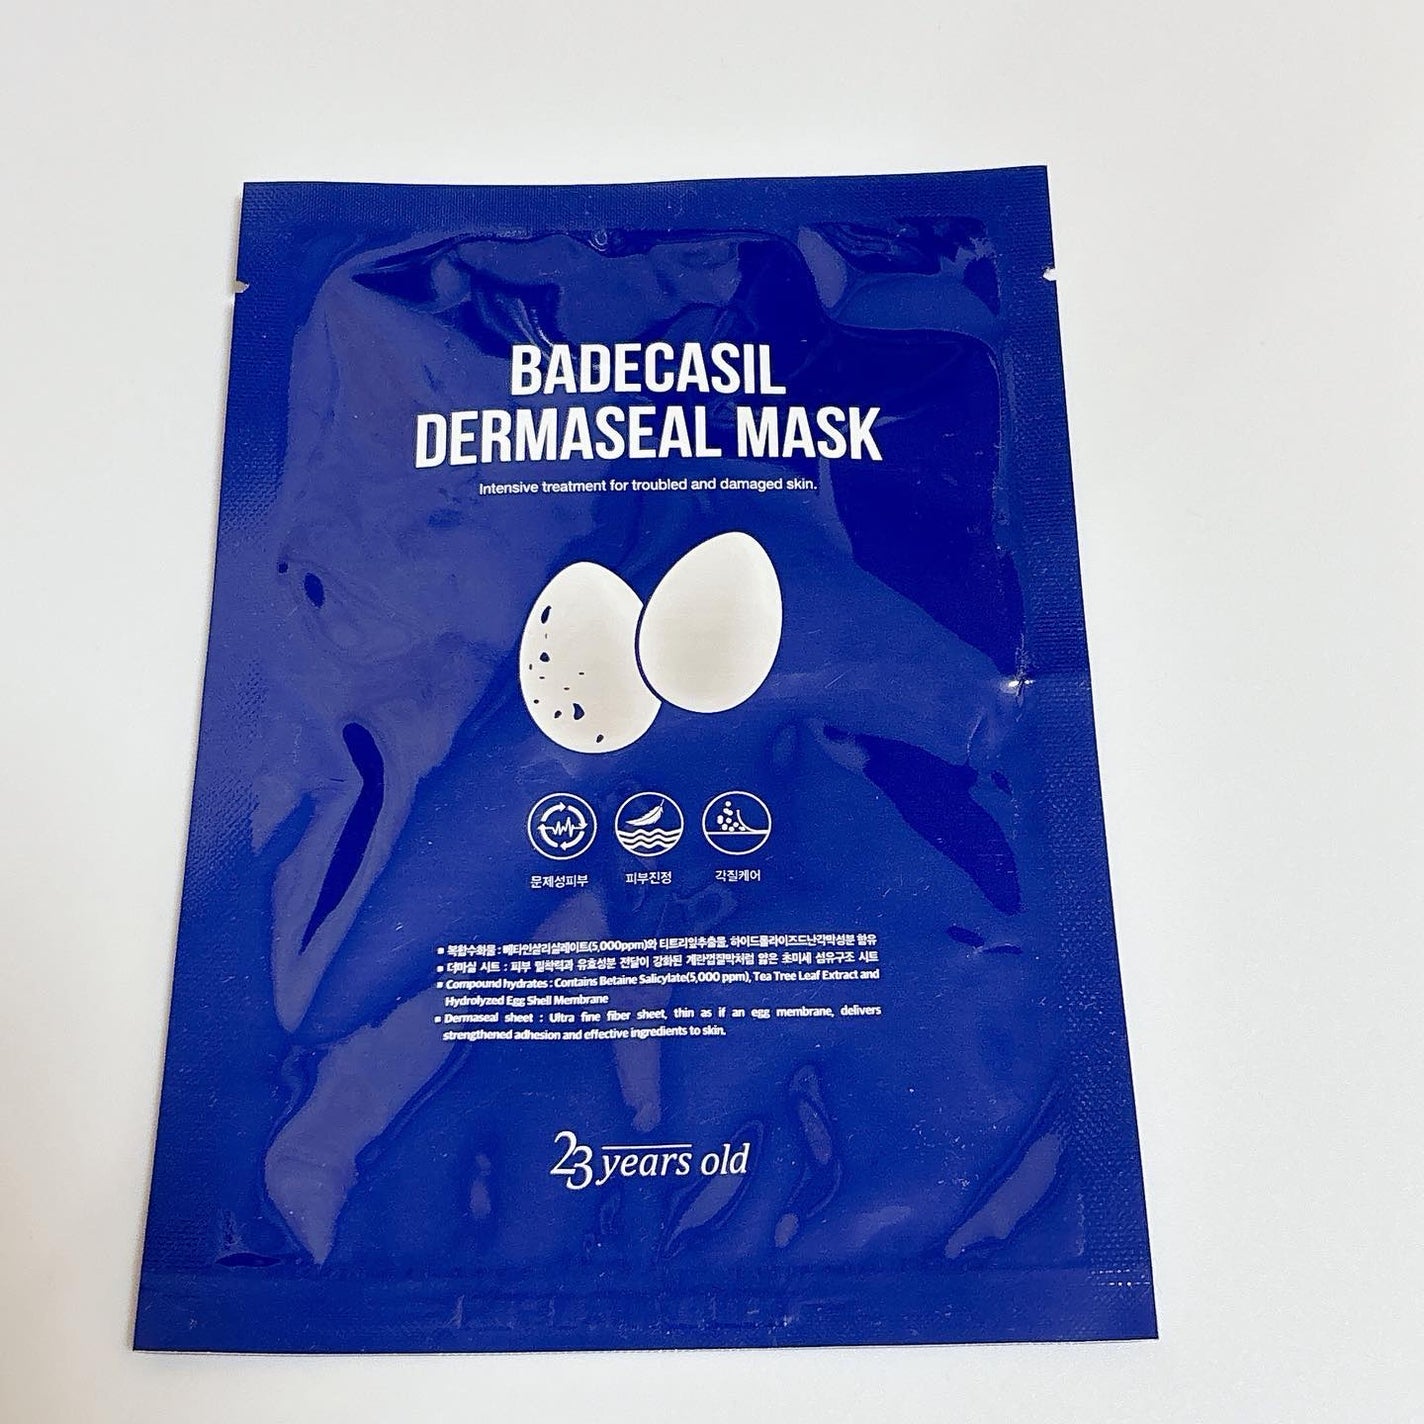 BADECASIL
DERMASEAL MASK
Intensive treatment for troubled and damaged skin.
문제성피부 피부진정 각질케어
▪ 복합수화물 : 베타인살리실레이트(5,000ppm)와 티트리잎추출물, 하이드롤라이즈드난각막성분 함유
▪ 더마실 시트 : 피부 밀착력과 유효성분 전달이 강화된 계란껍질막처럼 얇은 초미세 섬유구조 시트
▪ Compound hydrates : Contains Betaine Salicylate(5,000 ppm), Tea Tree Leaf Extract and
Hydrolyzed Egg Shell Membrane
▪ Dermaseal sheet : Ultra fine fiber sheet, thin as if an egg membrane, delivers
strengthened adhesion and effective ingredients to skin.
23 years old